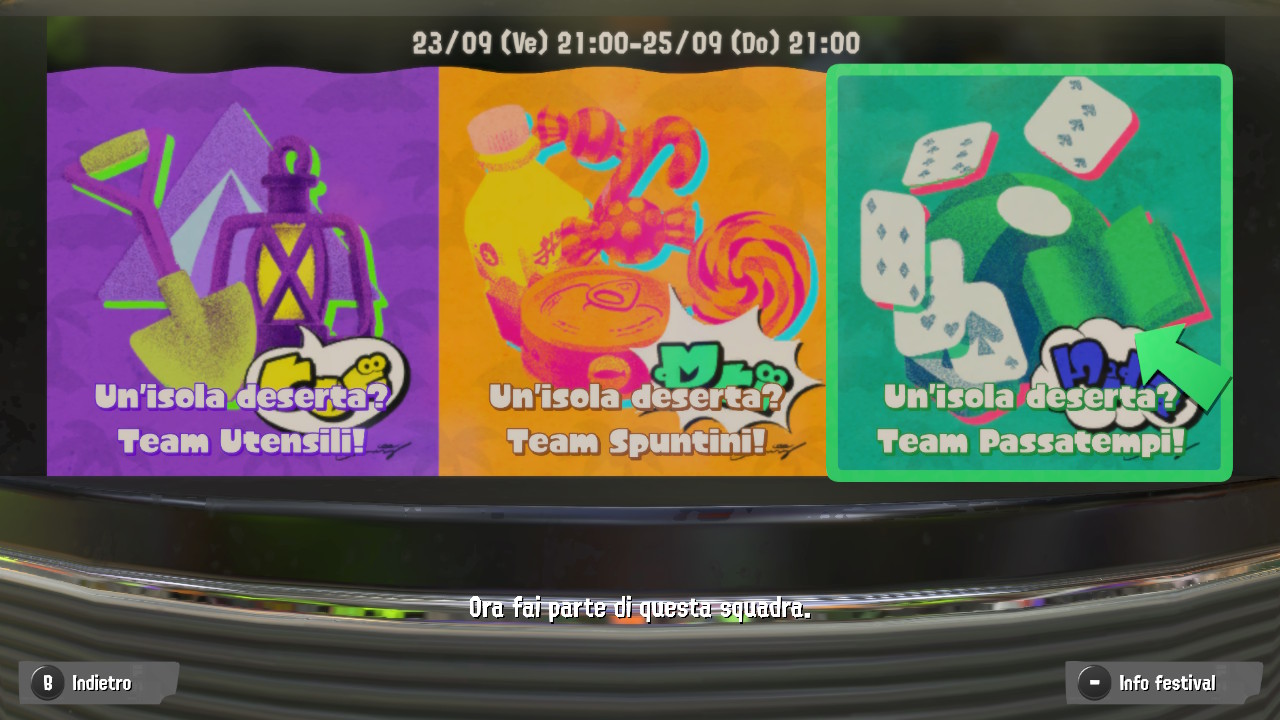 23/09 (Ve) 21:00-25/09 (Do) 21:00
Un'isola deserta?
Team Utensili!
Un'isola deserta?
Team Spuntini!
Un'isola deserta?
Team Passatempi!
Ora fai parte di questa squadra.
B Indietro
- Info festival